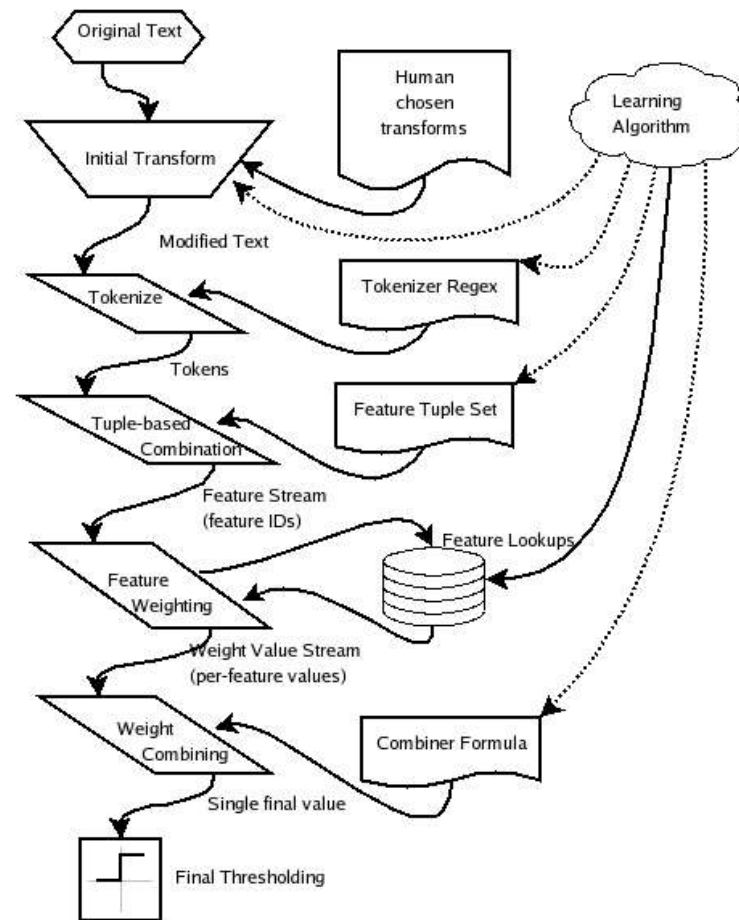 Original Text
Human
chosen
transforms
Learning
Algorithm
Initial Transform
Modified Text
Tokenize
Tokenizer Regex
Tokens
Tuple-based
Combination
Feature Tuple Set
Feature Stream
(feature IDs)
Feature Lookups
Feature
Weighting
Weight Value Stream
(per-feature values)
Weight
Combining
Combiner Formula
Single final value
Final Thresholding